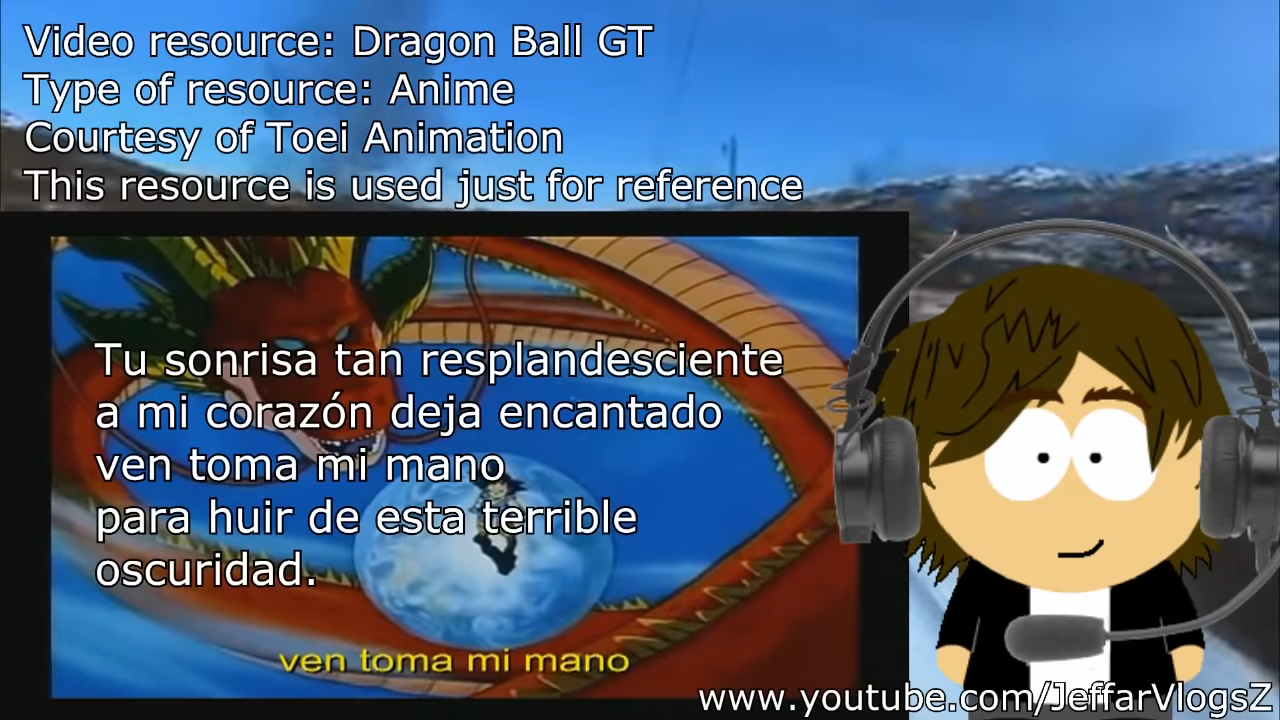 Video resource: Dragon Ball GT
Type of resource: Anime
Courtesy of Toei Animation
This resource is used just for reference
Tu sonrisa tan resplandesciente
a mi corazón deja encantado
ven toma mi mano
para huir de esta terrible
oscuridad.
ven toma mi mano
www.youtube.com/JeffarVlogsZ